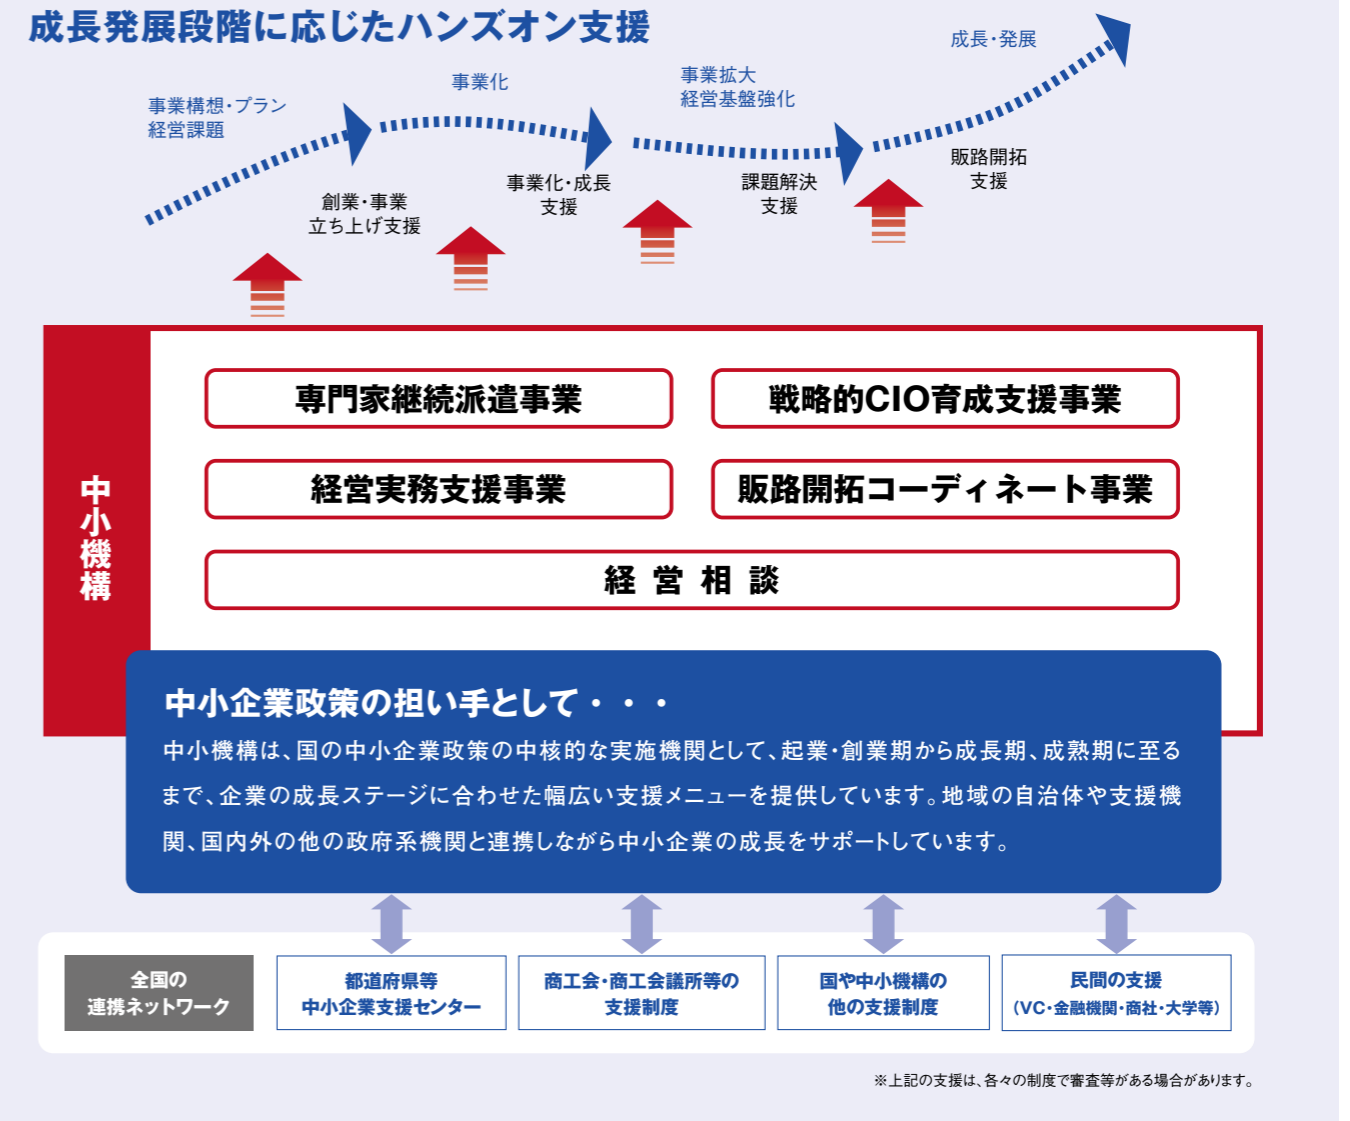 成長発展段階に応じたハンズオン支援
事業構想・プラン
経営課題
事業化
事業拡大
経営基盤強化
成長・発展
創業・事業
立ち上げ支援
事業化・成長
支援
課題解決
支援
販路開拓
支援
中小機構
専門家継続派遣事業
戦略的CIO育成支援事業
経営実務支援事業
販路開拓コーディネート事業
経営相談
中小企業政策の担い手として・・・
中小機構は、国の中小企業政策の中核的な実施機関として、起業・創業期から成長期、成熟期に至る
まで、企業の成長ステージに合わせた幅広い支援メニューを提供しています。地域の自治体や支援機
関、国内外の他の政府系機関と連携しながら中小企業の成長をサポートしています。
全国の
連携ネットワーク
都道府県等
中小企業支援センター
商工会・商工会議所等の
支援制度
国や中小機構の
他の支援制度
民間の支援
（VC・金融機関・商社・大学等）
※上記の支援は、各々の制度で審査等がある場合があります。